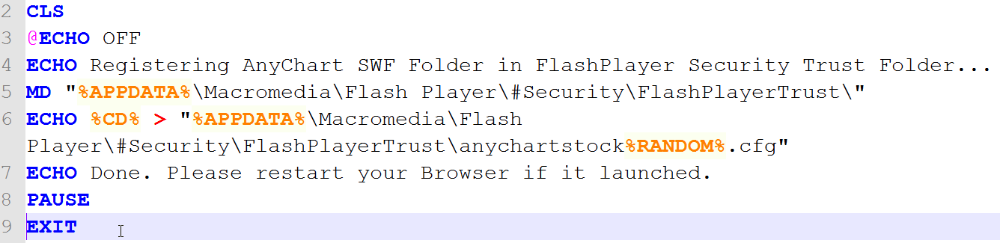 2 CLS
3 @ECHO OFF
4 ECHO Registering AnyChart SWF Folder in FlashPlayer Security Trust Folder...
5 MD "%APPDATA%\Macromedia\Flash Player\#Security\FlashPlayerTrust\"
6 ECHO %CD% > "%APPDATA%\Macromedia\Flash
Player\#Security\FlashPlayerTrust\anychartstock%RANDOM%.cfg"
7 ECHO Done. Please restart your Browser if it launched.
8 PAUSE
9 EXIT